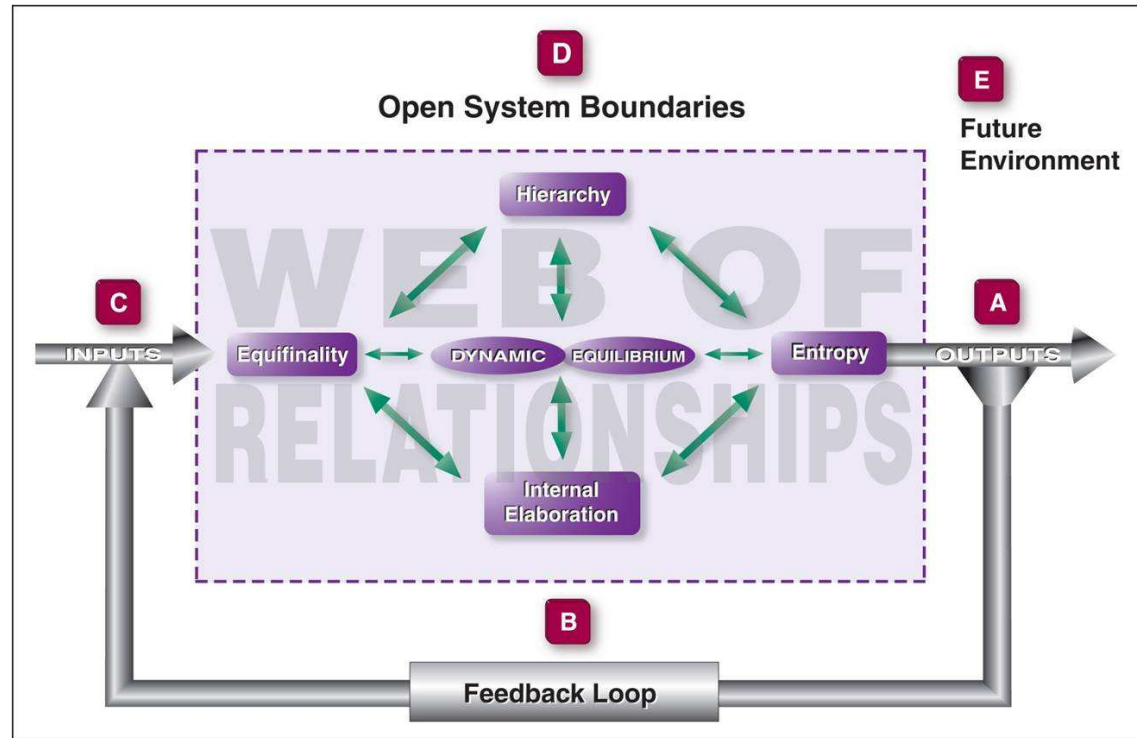 D
Open System Boundaries
E
Future
Environment
Hierarchy
WEB OF
C
A
INPUTS
Equifinality
DYNAMIC
EQUILIBRIUM
Entropy
OUTPUTS
RELATIONSHIPS
Internal
Elaboration
B
Feedback Loop